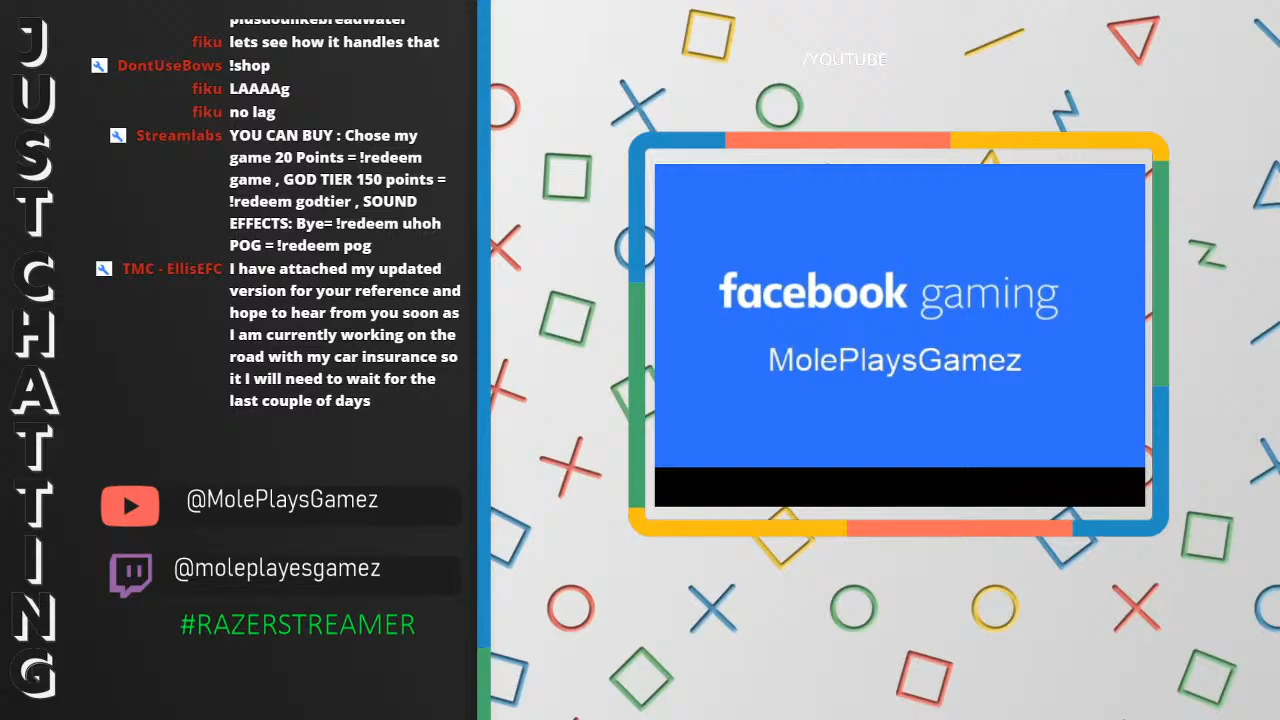 JUST CHATTING
plusdoulikebreadwater
fiku lets see how it handles that
DontUseBows !shop
fiku LAAAAg
fiku no lag
Streamlabs YOU CAN BUY : Chose my
game 20 Points = !redeem
game , GOD TIER 150 points =
!redeem godtier , SOUND
EFFECTS: Bye= !redeem uhoh
POG = !redeem pog
TMC - EllisEFC I have attached my updated
version for your reference and
hope to hear from you soon as
I am currently working on the
road with my car insurance so
it I will need to wait for the
last couple of days
@MolePlaysGamez
@moleplayesgamez
#RAZERSTREAMER
/YOUTUBE
facebook gaming
MolePlaysGamez